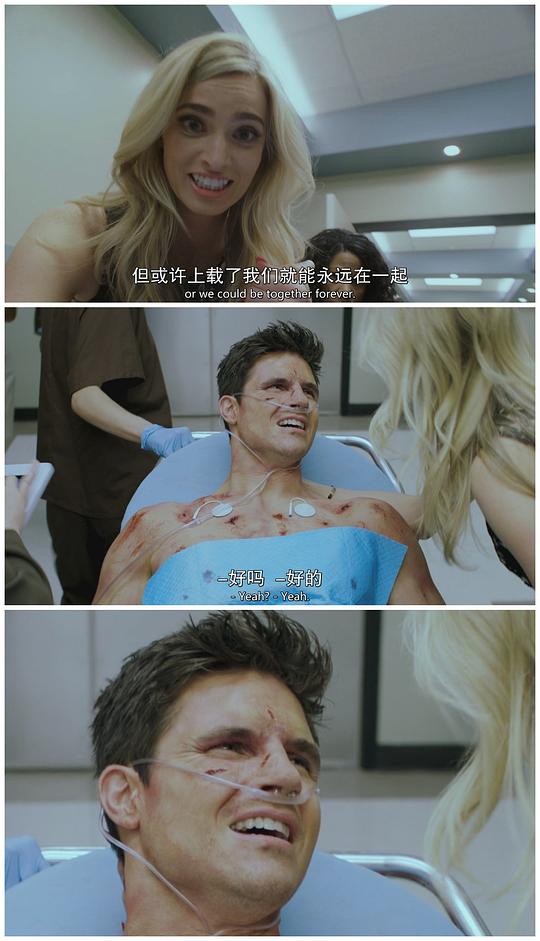 但或许上载了我们就能永远在一起
or we could be together forever.
–好吗 –好的
- Yeah? - Yeah.